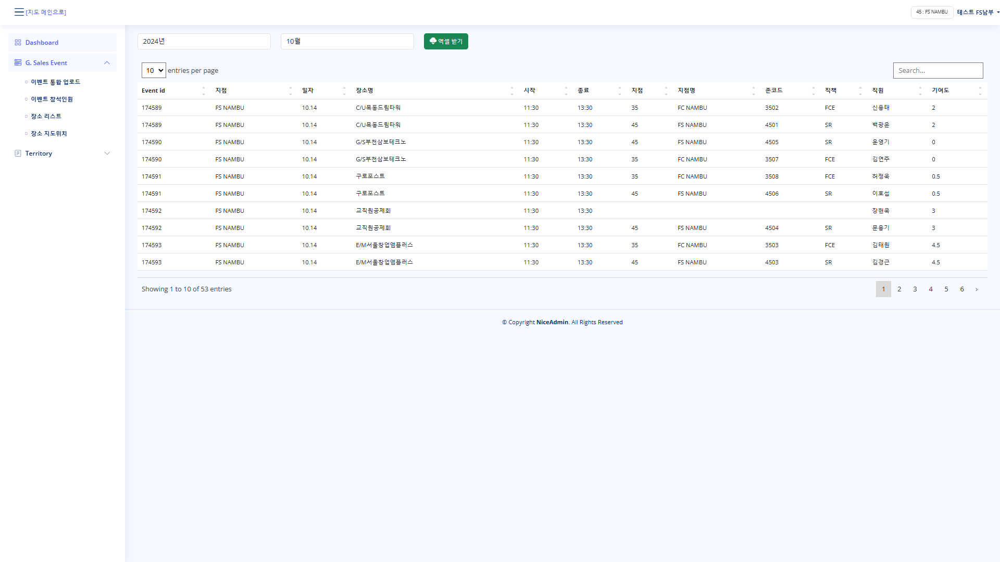 [지도 메인으로]
45 : FS NAMBU 테스트 FS남부
Dashboard
G. Sales Event
이벤트 통합 업로드
이벤트 참석인원
장소 리스트
장소 지도위치
Territory
2024년 10월 엑셀 받기
10 entries per page Search...
Event id 지점 일자 장소명 시작 종료 지점 지점명 존코드 직책 직원 기여도
174589 FS NAMBU 10.14 C/U목동드림타워 11:30 13:30 35 FC NAMBU 3502 FCE 신용태 2
174589 FS NAMBU 10.14 C/U목동드림타워 11:30 13:30 45 FS NAMBU 4501 SR 백광윤 2
174590 FS NAMBU 10.14 G/S부천삼보테크노 11:30 13:30 45 FS NAMBU 4505 SR 윤영기 0
174590 FS NAMBU 10.14 G/S부천삼보테크노 11:30 13:30 35 FC NAMBU 3507 FCE 김연주 0
174591 FS NAMBU 10.14 구로포스트 11:30 13:30 35 FC NAMBU 3508 FCE 허정욱 0.5
174591 FS NAMBU 10.14 구로포스트 11:30 13:30 45 FS NAMBU 4506 SR 이호섭 0.5
174592 FS NAMBU 10.14 교직원공제회 11:30 13:30 장현욱 3
174592 FS NAMBU 10.14 교직원공제회 11:30 13:30 45 FS NAMBU 4504 SR 문용기 3
174593 FS NAMBU 10.14 E/M서울창업엠플러스 11:30 13:30 35 FC NAMBU 3503 FCE 김태원 4.5
174593 FS NAMBU 10.14 E/M서울창업엠플러스 11:30 13:30 45 FS NAMBU 4503 SR 김경근 4.5
Showing 1 to 10 of 53 entries 1 2 3 4 5 6 ›
© Copyright NiceAdmin. All Rights Reserved